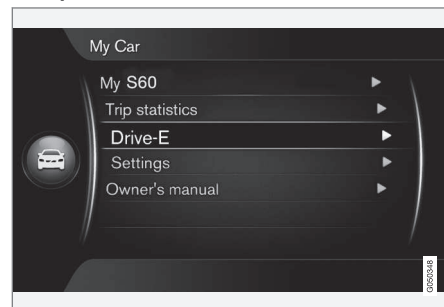 My Car
My S60
Trip statistics
Drive-E
Settings
Owner's manual
G050348